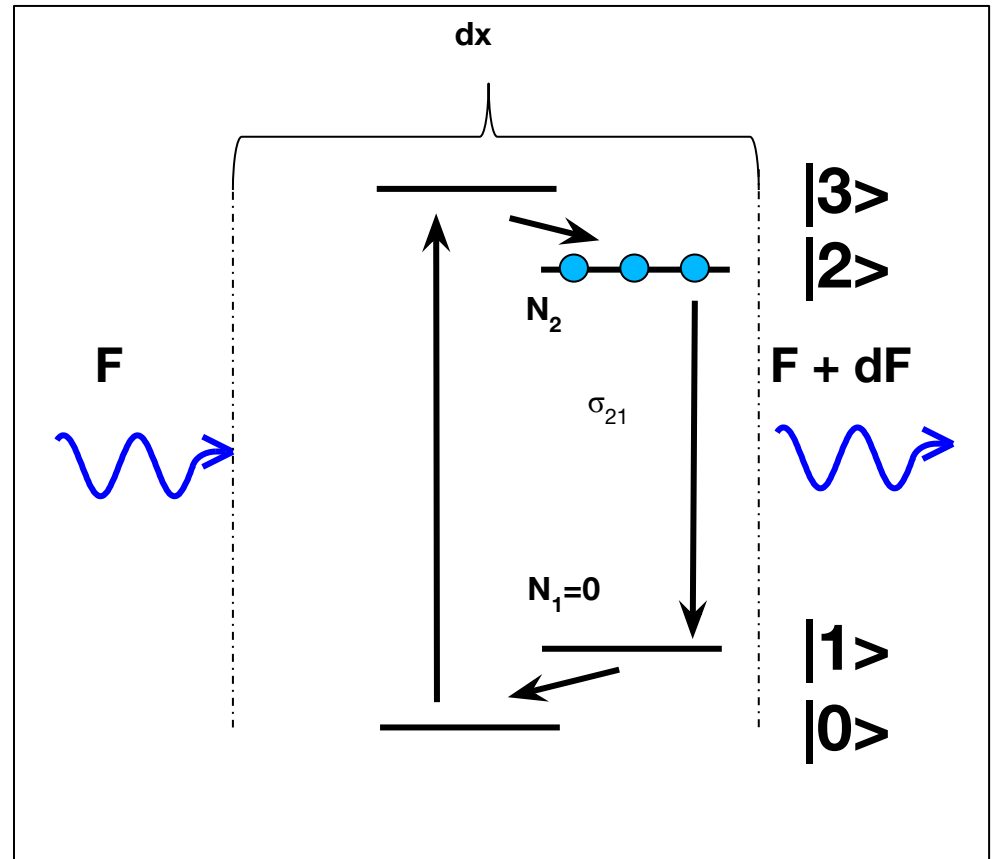 dx
|3>
|2>
N₂
F
F + dF
σ₂₁
N₁=0
|1>
|0>